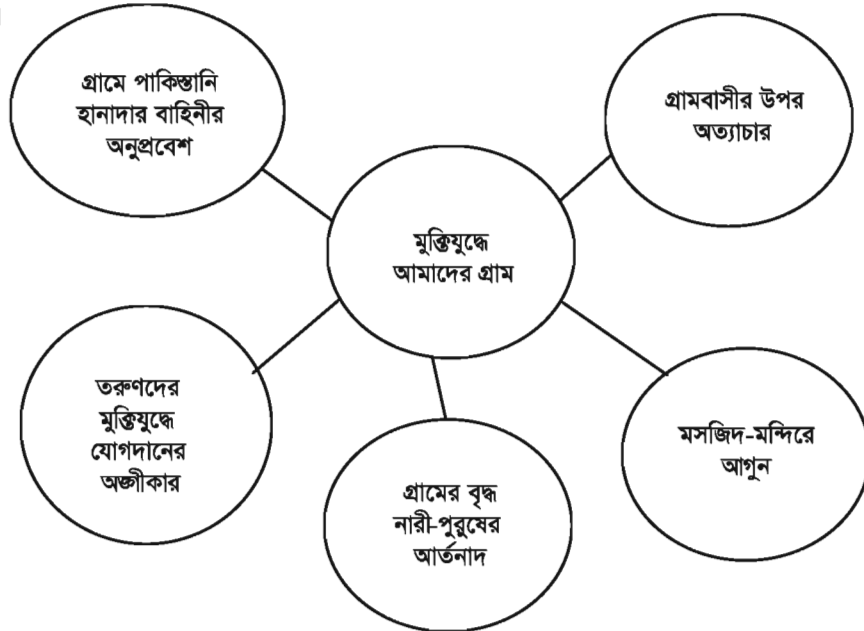 গ্রামে পাকিস্তানি
হানাদার বাহিনীর
অনুপ্রবেশ
গ্রামবাসীর উপর
অত্যাচার
মুক্তিযুদ্ধে
আমাদের গ্রাম
তরুণদের
মুক্তিযুদ্ধে
যোগদানের
অঙ্গীকার
গ্রামের বৃদ্ধ
নারী-পুরুষের
আর্তনাদ
মসজিদ-মন্দিরে
আগুন